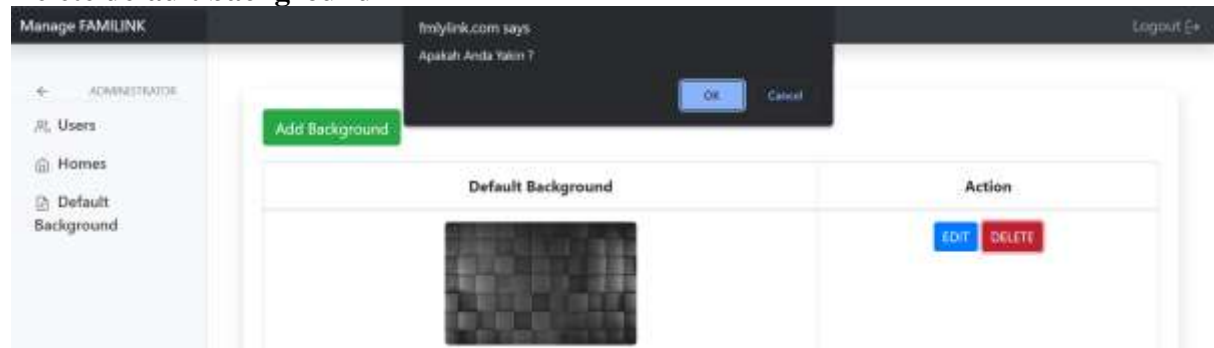 Manage FAMILINK
fmlylink.com says
Logout
Apakah Anda Yakin ?
OK
Cancel
ADMINISTRATOR
Users
Add Background
Homes
Default Background
Action
Default
Background
EDIT
DELETE